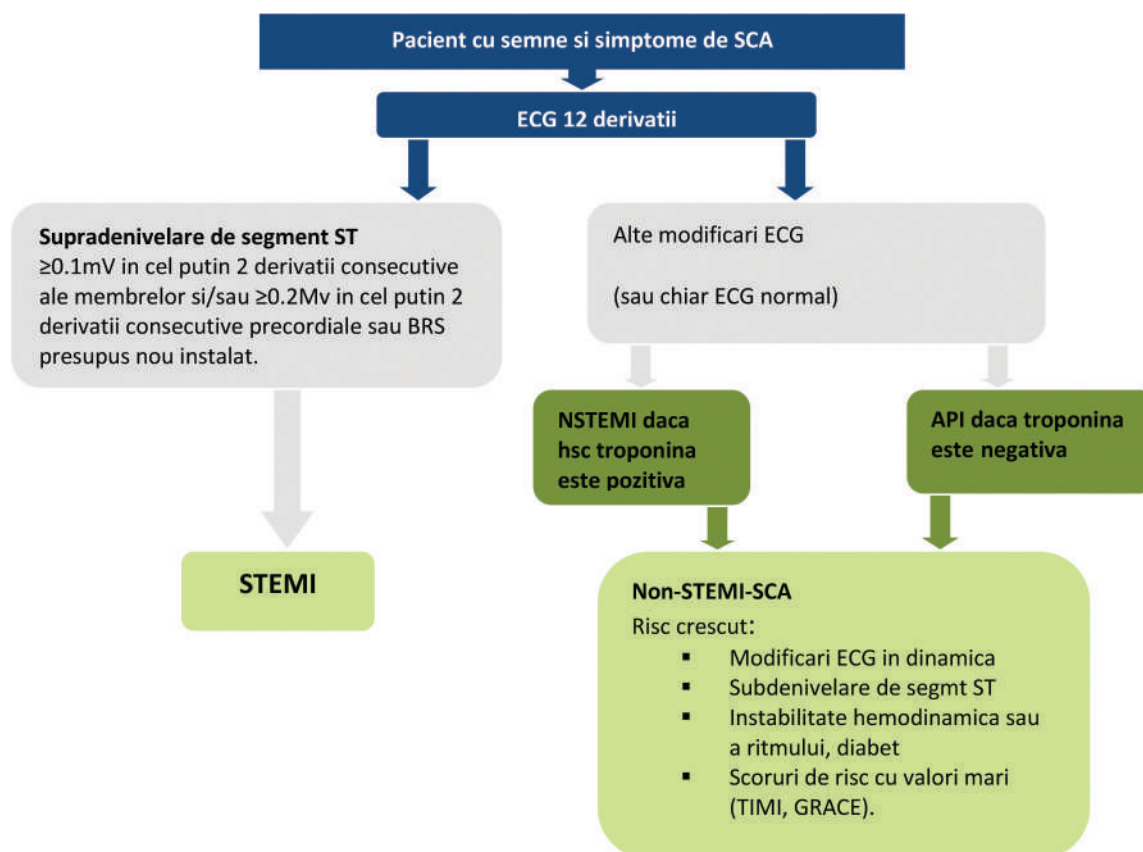 Pacient cu semne si simptome de SCA
ECG 12 derivatii
Supradenivelare de segment ST
≥0.1mV in cel putin 2 derivatii consecutive
ale membrelor si/sau ≥0.2Mv in cel putin 2
derivatii consecutive precordiale sau BRS
presupus nou instalat.
Alte modificari ECG
(sau chiar ECG normal)
NSTEMI daca
hsc troponina
este pozitiva
API daca troponina
este negativa
STEMI
Non-STEMI-SCA
Risc crescut:
▪ Modificari ECG in dinamica
▪ Subdenivelare de segmt ST
▪ Instabilitate hemodinamica sau
a ritmului, diabet
▪ Scoruri de risc cu valori mari
(TIMI, GRACE).